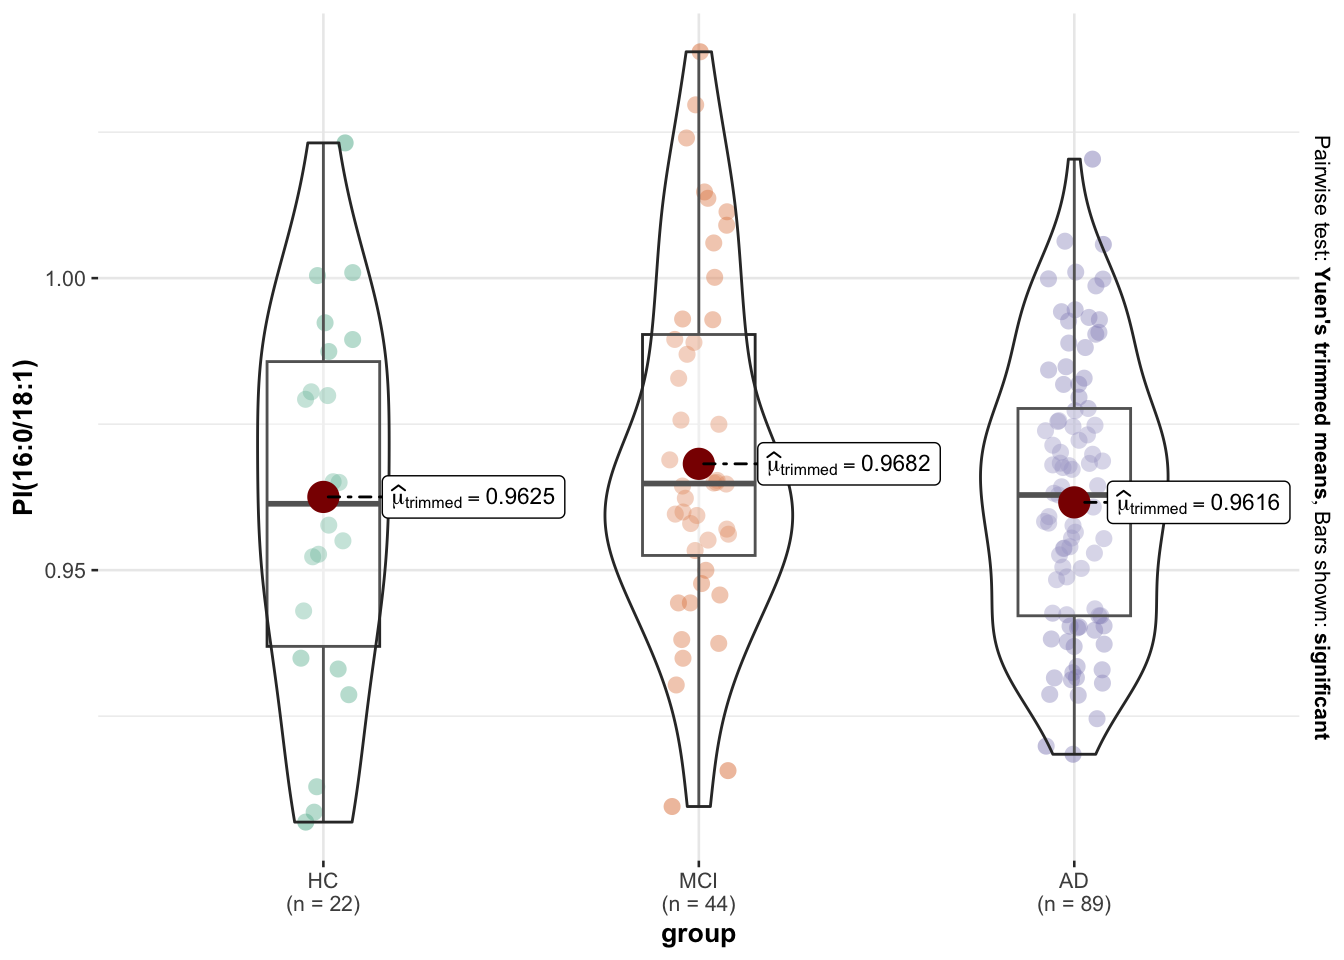 PI(16:0/18:1)
1.00
0.95
μ̂trimmed = 0.9625
μ̂trimmed = 0.9682
μ̂trimmed = 0.9616
HC
(n = 22)
MCI
(n = 44)
AD
(n = 89)
group
Pairwise test: Yuen's trimmed means, Bars shown: significant